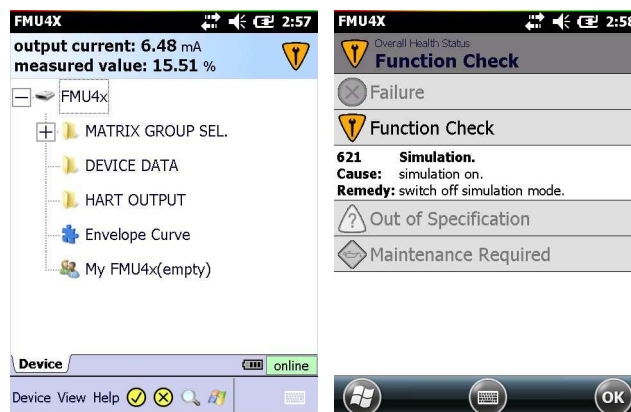 FMU4X
2:57
output current: 6.48 mA
measured value: 15.51 %
FMU4x
MATRIX GROUP SEL.
DEVICE DATA
HART OUTPUT
Envelope Curve
My FMU4x(empty)
Device
online
Device View Help
FMU4X
2:58
Overall Health Status
Function Check
Failure
Function Check
621 Simulation.
Cause: simulation on.
Remedy: switch off simulation mode.
Out of Specification
Maintenance Required
OK